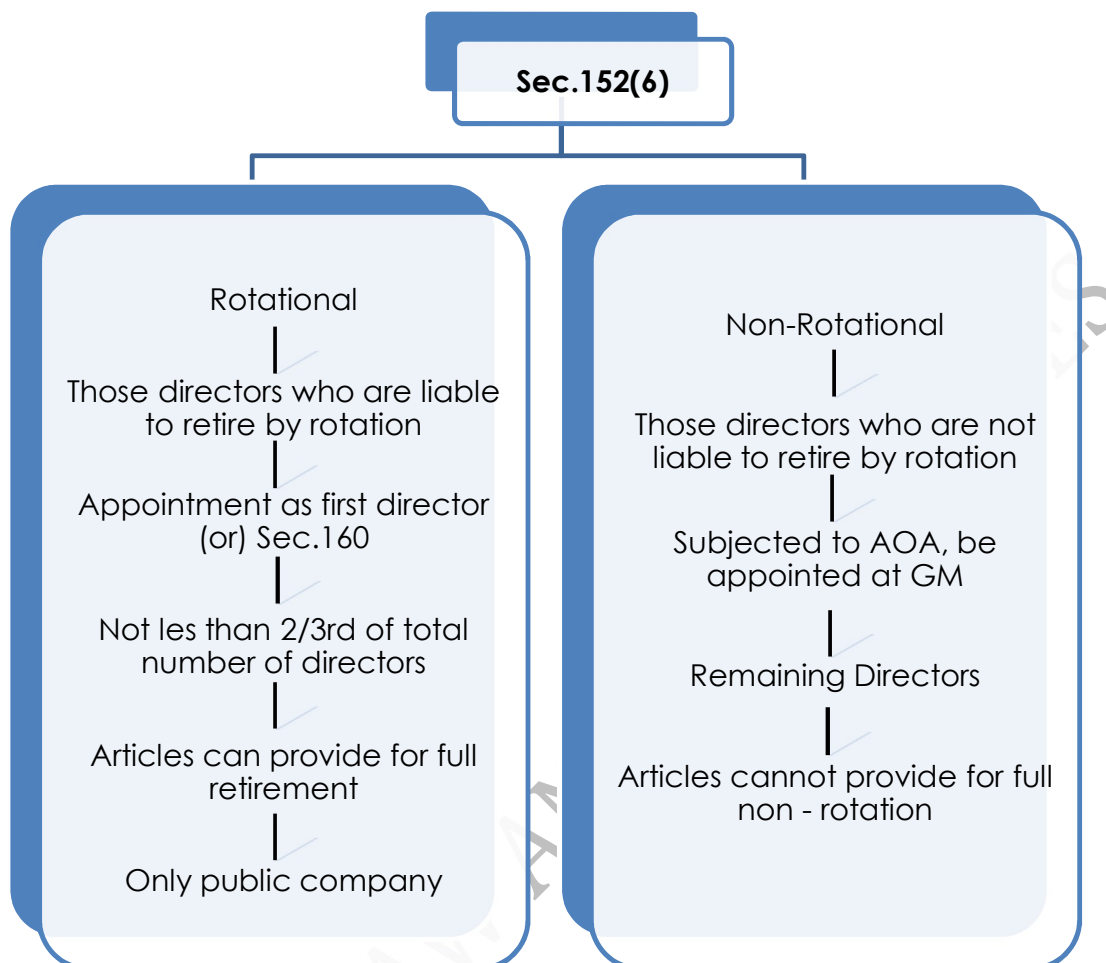 Sec.152(6)
Rotational
Those directors who are liable
to retire by rotation
Appointment as first director
(or) Sec.160
Not less than 2/3rd of total
number of directors
Articles can provide for full
retirement
Only public company
Non-Rotational
Those directors who are not
liable to retire by rotation
Subjected to AOA, be
appointed at GM
Remaining Directors
Articles cannot provide for full
non - rotation